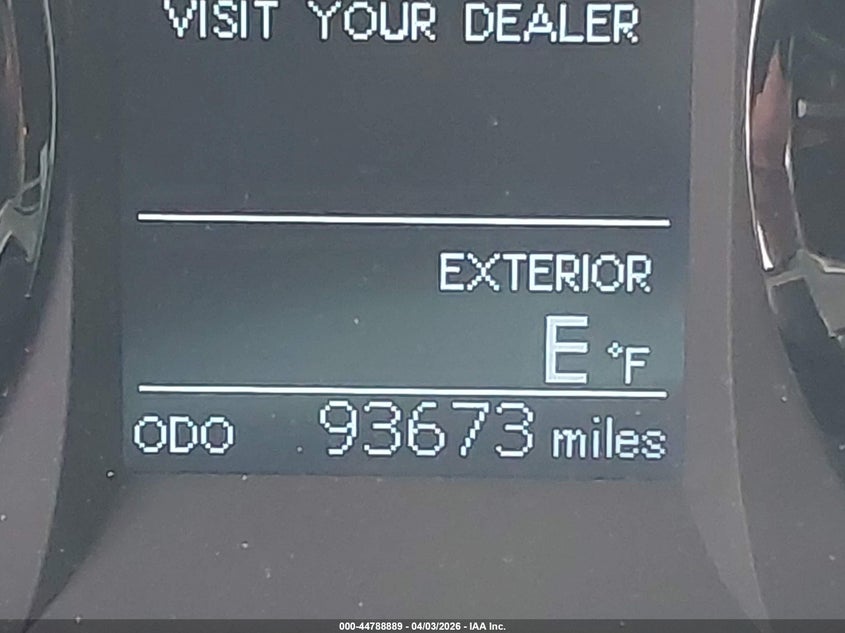 VISIT YOUR DEALER
EXTERIOR
E °F
ODO 93673 miles
000-44788889 - 04/03/2026 - IAA Inc.